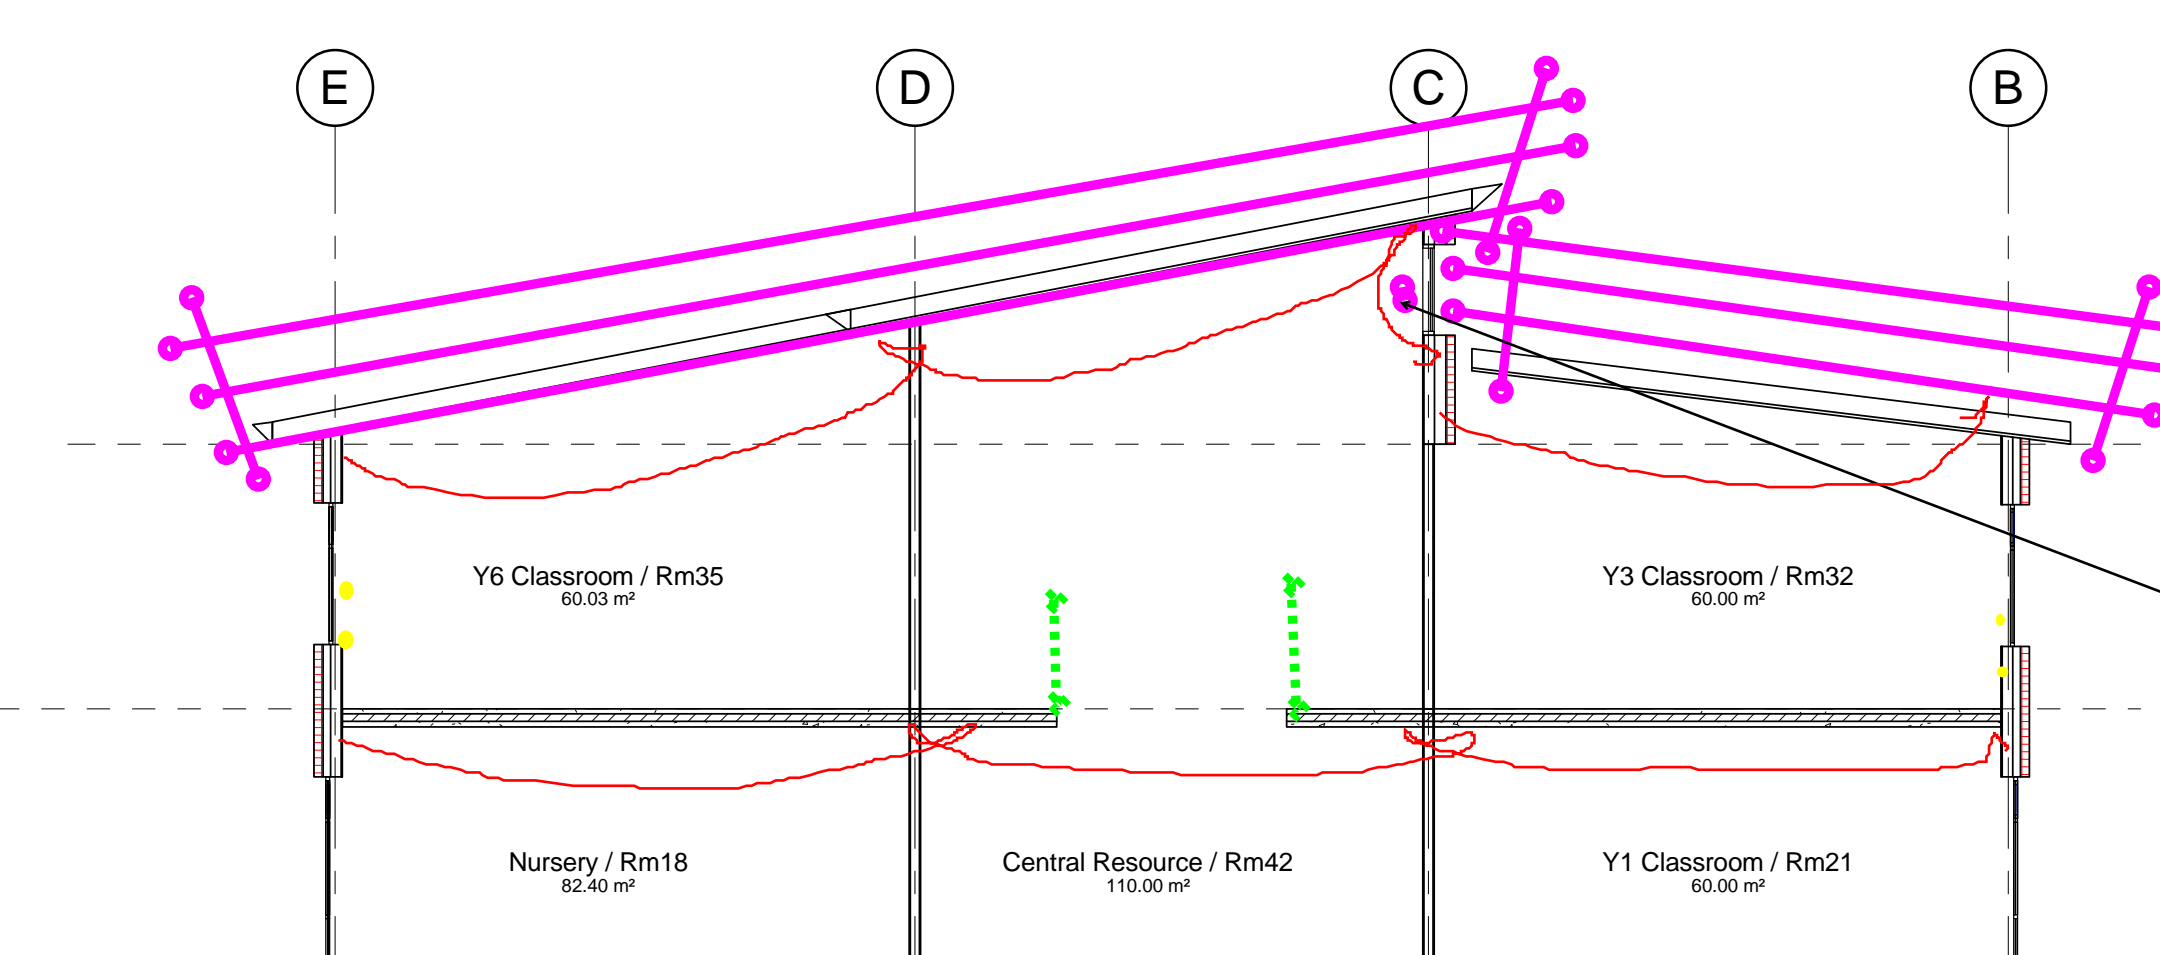 E
D
C
B
Y6 Classroom / Rm35
60.03 m²
Y3 Classroom / Rm32
60.00 m²
Nursery / Rm18
82.40 m²
Central Resource / Rm42
110.00 m²
Y1 Classroom / Rm21
60.00 m²